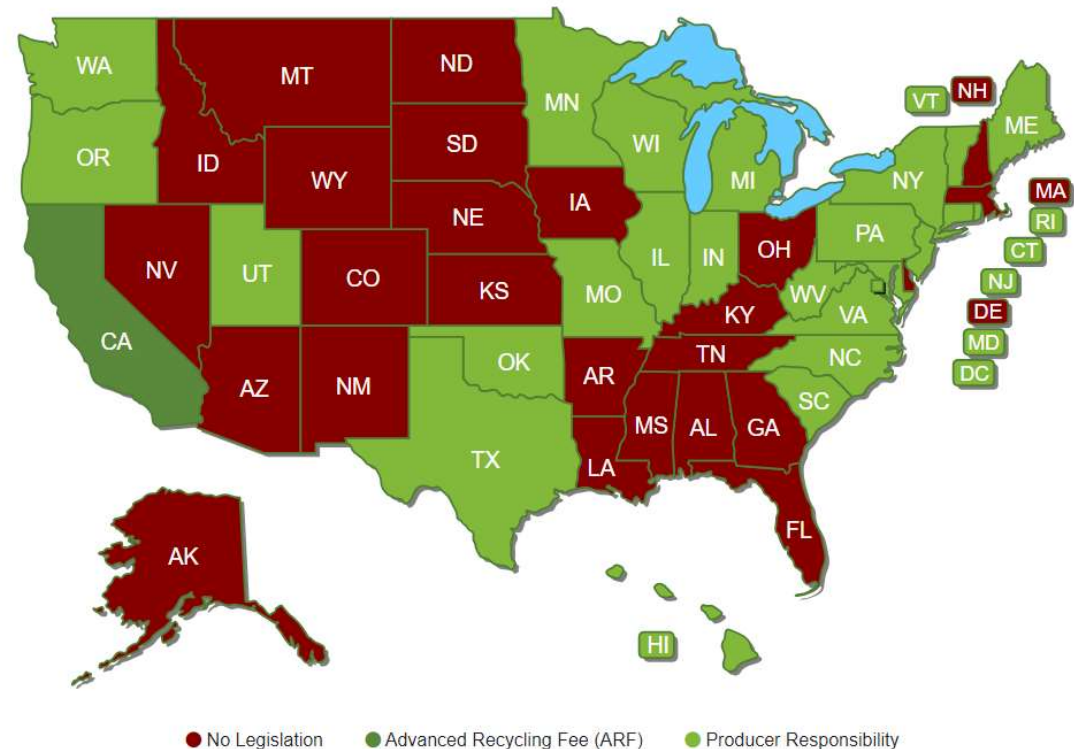 WA
MT
ND
MN
VT
NH
ME
OR
ID
SD
WI
MI
NY
WY
IA
MA
NE
RI
PA
OH
IL
IN
CT
NV
UT
CO
NJ
KS
MO
WV
VA
DE
KY
CA
MD
NC
TN
OK
DC
AZ
NM
AR
SC
MS
AL
GA
TX
LA
FL
AK
HI
No Legislation
Advanced Recycling Fee (ARF)
Producer Responsibility